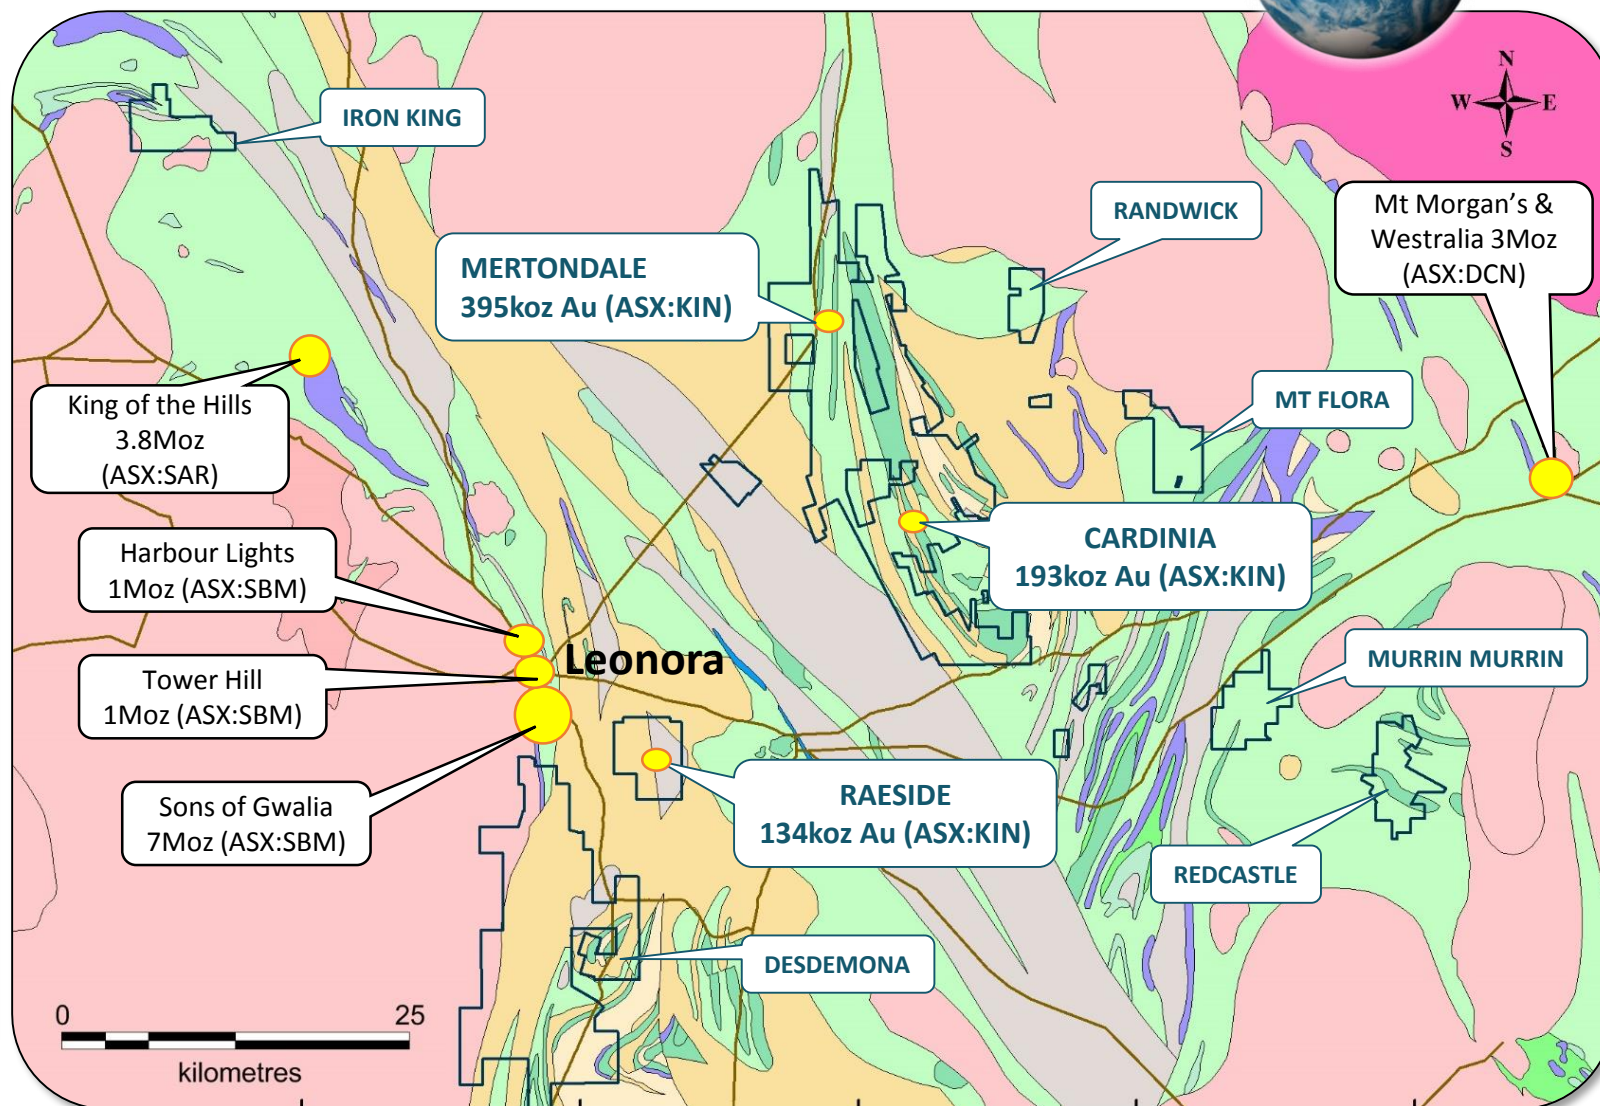 N
W
E
S
IRON KING
RANDWICK
Mt Morgan's &
Westralia 3Moz
(ASX:DCN)
MERTONDALE
395koz Au (ASX:KIN)
King of the Hills
3.8Moz
(ASX:SAR)
MT FLORA
,
Harbour Lights
1Moz (ASX:SBM)
CARDINIA
193koz Au (ASX:KIN)
Leonora
Tower Hill
1Moz (ASX:SBM)
MURRIN MURRIN
Sons of Gwalia
7Moz (ASX:SBM)
RAESIDE
134koz Au (ASX:KIN)
REDCASTLE
DESDEMONA
0 25
kilometres